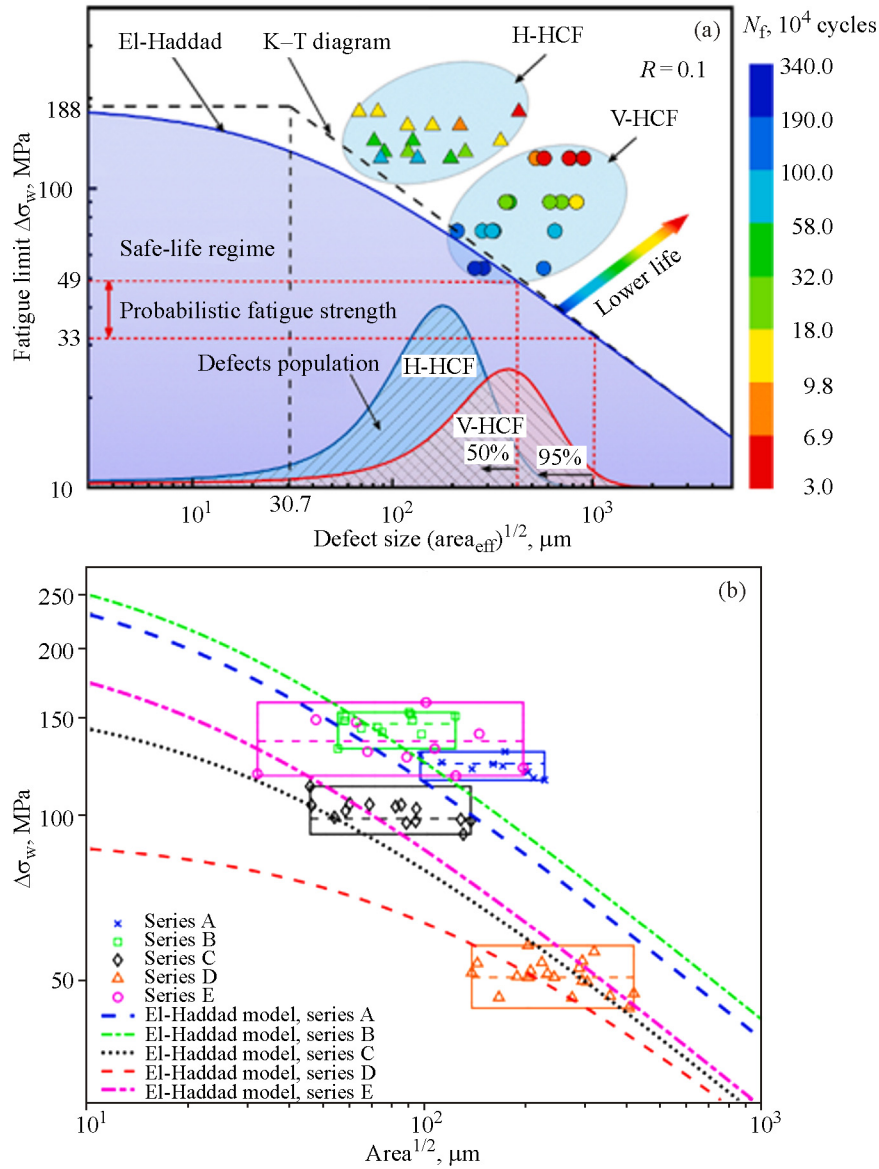 (a)
N_f, 10^4 cycles
El-Haddad
K–T diagram
H-HCF
R = 0.1
V-HCF
340.0
190.0
100.0
58.0
32.0
18.0
9.8
6.9
3.0
Fatigue limit Δσ_w, MPa
188
100
49
33
10
Safe-life regime
Probabilistic fatigue strength
Defects population
H-HCF
V-HCF
50%
95%
Lower life
10^1
30.7
10^2
10^3
Defect size (area_eff)^1/2, μm
(b)
Δσ_w, MPa
250
200
150
100
50
Series A
Series B
Series C
Series D
Series E
El-Haddad model, series A
El-Haddad model, series B
El-Haddad model, series C
El-Haddad model, series D
El-Haddad model, series E
10^1
10^2
10^3
Area^1/2, μm